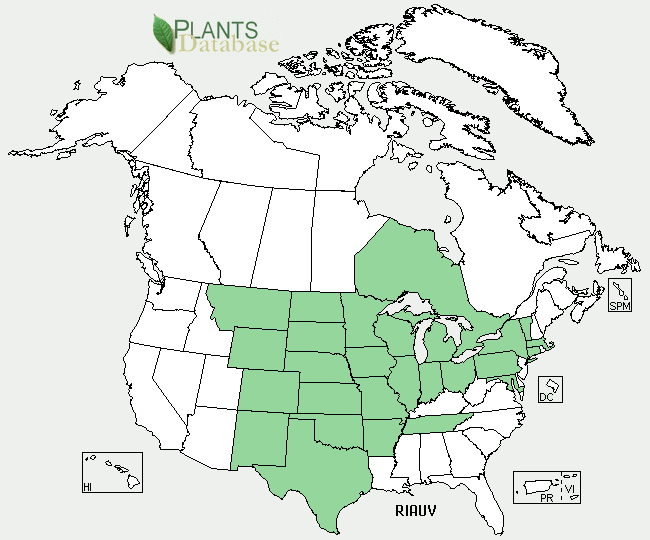 PLANTS
Database
SPM
DC
HI
PR
VI
RIAUV